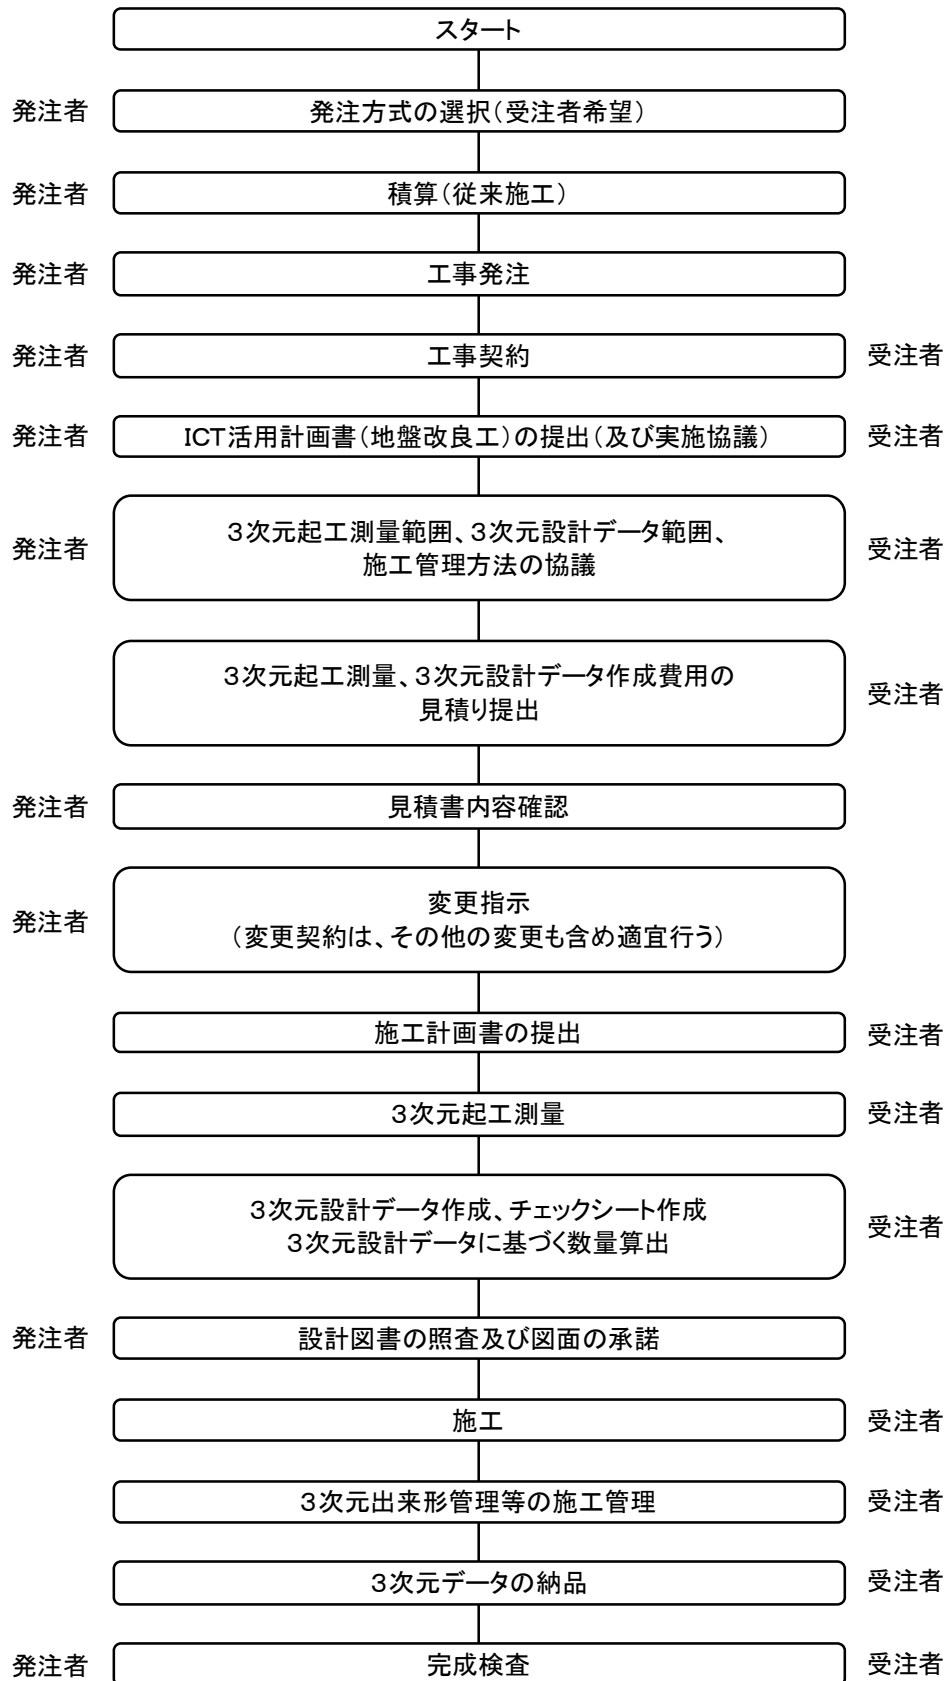 スタート
発注者 発注方式の選択(受注者希望)
発注者 積算(従来施工)
発注者 工事発注
発注者 工事契約 受注者
発注者 ICT活用計画書(地盤改良工)の提出(及び実施協議) 受注者
発注者 3次元起工測量範囲、3次元設計データ範囲、 受注者
施工管理方法の協議
3次元起工測量、3次元設計データ作成費用の 受注者
見積り提出
発注者 見積書内容確認
発注者 変更指示
(変更契約は、その他の変更も含め適宜行う)
施工計画書の提出 受注者
3次元起工測量 受注者
3次元設計データ作成、チェックシート作成 受注者
3次元設計データに基づく数量算出
発注者 設計図書の照査及び図面の承諾
施工 受注者
3次元出来形管理等の施工管理 受注者
3次元データの納品 受注者
発注者 完成検査 受注者